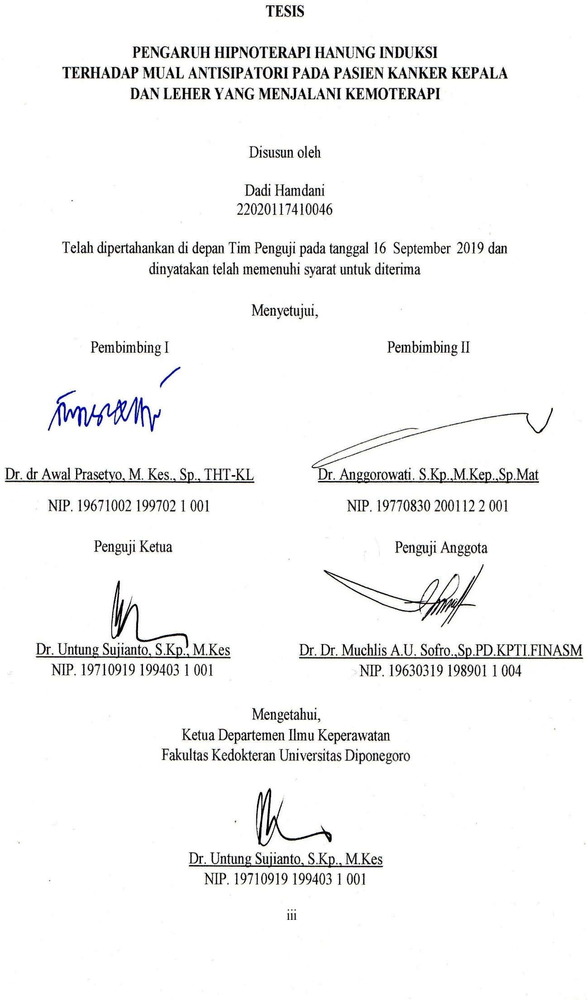 TESIS
PENGARUH HIPNOTERAPI HANUNG INDUKSI
TERHADAP MUAL ANTISIPATORI PADA PASIEN KANKER KEPALA
DAN LEHER YANG MENJALANI KEMOTERAPI
Disusun oleh
Dadi Hamdani
22020117410046
Telah dipertahankan di depan Tim Penguji pada tanggal 16 September 2019 dan
dinyatakan telah memenuhi syarat untuk diterima
Menyetujui,
Pembimbing I
Pembimbing II
Dr. dr Awal Prasetyo, M. Kes., Sp., THT-KL
Dr. Anggorowati. S.Kp.,M.Kep.,Sp.Mat
NIP. 19671002 199702 1 001
NIP. 19770830 200112 2 001
Penguji Ketua
Penguji Anggota
Dr. Untung Sujianto, S.Kp., M.Kes
Dr. Dr. Muchlis A.U. Sofro.,Sp.PD.KPTI.FINASM
NIP. 19710919 199403 1 001
NIP. 19630319 198901 1 004
Mengetahui,
Ketua Departemen Ilmu Keperawatan
Fakultas Kedokteran Universitas Diponegoro
Dr. Untung Sujianto, S.Kp., M.Kes
NIP. 19710919 199403 1 001
iii